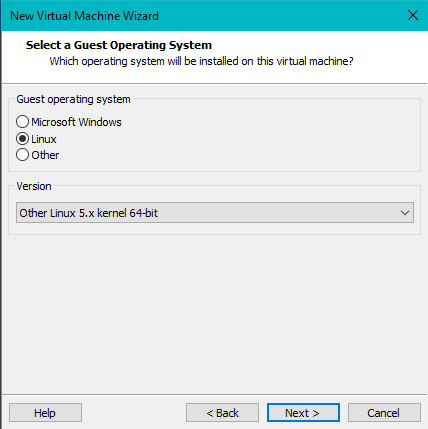 New Virtual Machine Wizard
Select a Guest Operating System
Which operating system will be installed on this virtual machine?
Guest operating system
Microsoft Windows
Linux
Other
Version
Other Linux 5.x kernel 64-bit
Help
< Back
Next >
Cancel